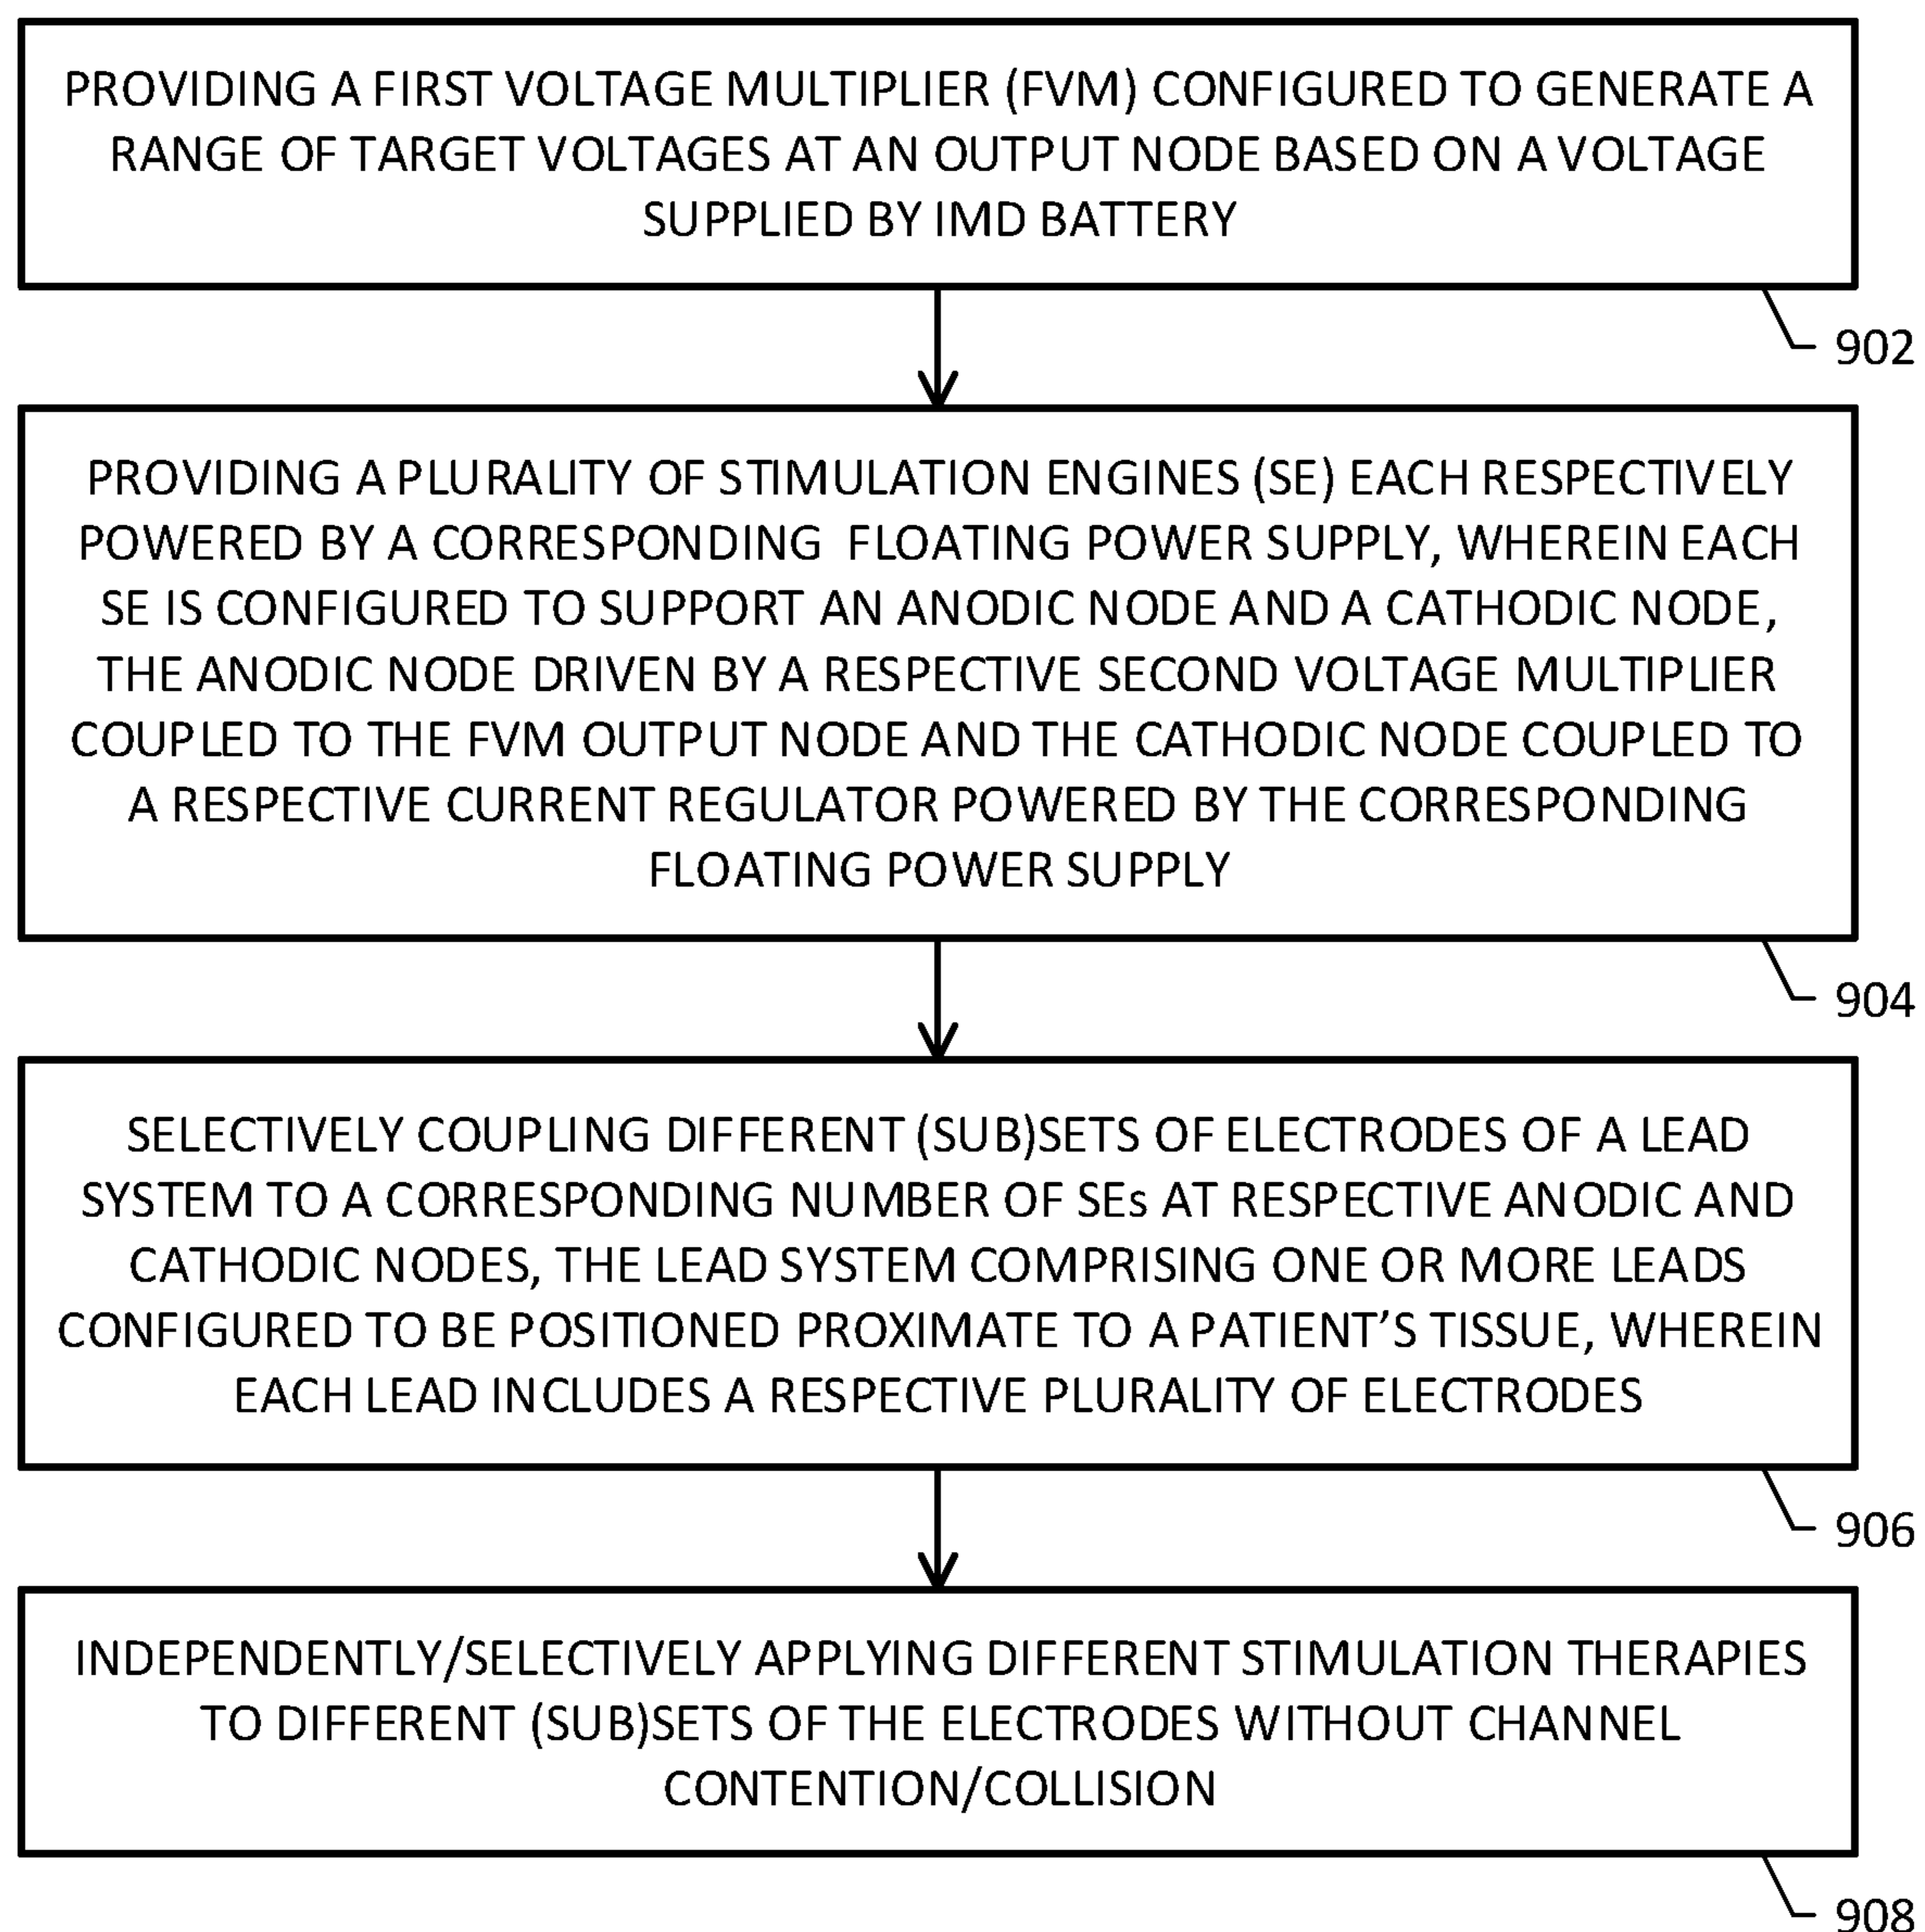 PROVIDING A FIRST VOLTAGE MULTIPLIER (FVM) CONFIGURED TO GENERATE A
RANGE OF TARGET VOLTAGES AT AN OUTPUT NODE BASED ON A VOLTAGE
SUPPLIED BY IMD BATTERY
902
PROVIDING A PLURALITY OF STIMULATION ENGINES (SE) EACH RESPECTIVELY
POWERED BY A CORRESPONDING FLOATING POWER SUPPLY, WHEREIN EACH
SE IS CONFIGURED TO SUPPORT AN ANODIC NODE AND A CATHODIC NODE,
THE ANODIC NODE DRIVEN BY A RESPECTIVE SECOND VOLTAGE MULTIPLIER
COUPLED TO THE FVM OUTPUT NODE AND THE CATHODIC NODE COUPLED TO
A RESPECTIVE CURRENT REGULATOR POWERED BY THE CORRESPONDING
FLOATING POWER SUPPLY
904
SELECTIVELY COUPLING DIFFERENT (SUB)SETS OF ELECTRODES OF A LEAD
SYSTEM TO A CORRESPONDING NUMBER OF SEs AT RESPECTIVE ANODIC AND
CATHODIC NODES, THE LEAD SYSTEM COMPRISING ONE OR MORE LEADS
CONFIGURED TO BE POSITIONED PROXIMATE TO A PATIENT’S TISSUE, WHEREIN
EACH LEAD INCLUDES A RESPECTIVE PLURALITY OF ELECTRODES
906
INDEPENDENTLY/SELECTIVELY APPLYING DIFFERENT STIMULATION THERAPIES
TO DIFFERENT (SUB)SETS OF THE ELECTRODES WITHOUT CHANNEL
CONTENTION/COLLISION
908